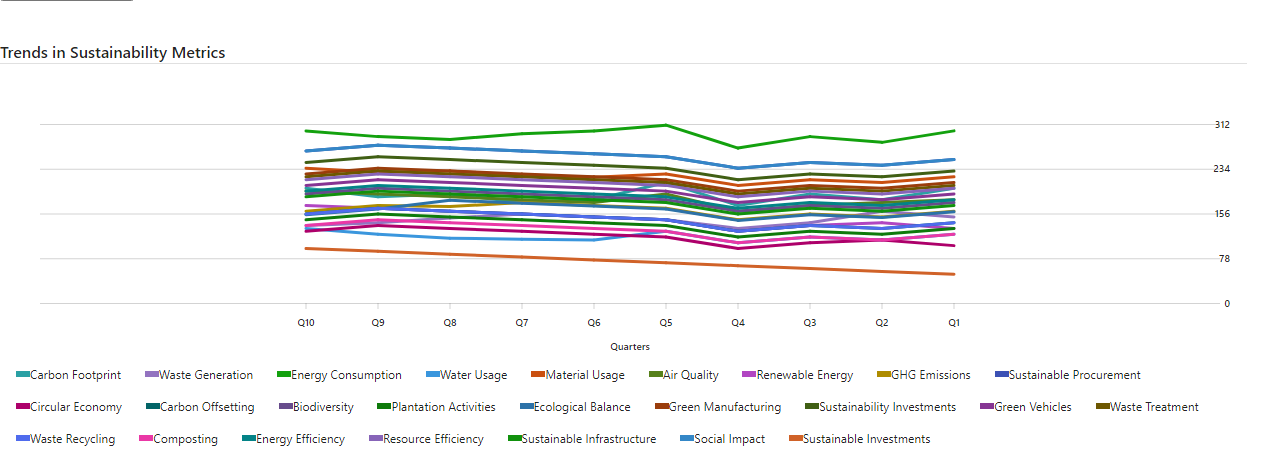 Trends in Sustainability Metrics
312
234
156
78
0
Q10 Q9 Q8 Q7 Q6 Q5 Q4 Q3 Q2 Q1
Quarters
Carbon Footprint Waste Generation Energy Consumption Water Usage Material Usage Air Quality Renewable Energy GHG Emissions Sustainable Procurement
Circular Economy Carbon Offsetting Biodiversity Plantation Activities Ecological Balance Green Manufacturing Sustainability Investments Green Vehicles Waste Treatment
Waste Recycling Composting Energy Efficiency Resource Efficiency Sustainable Infrastructure Social Impact Sustainable Investments